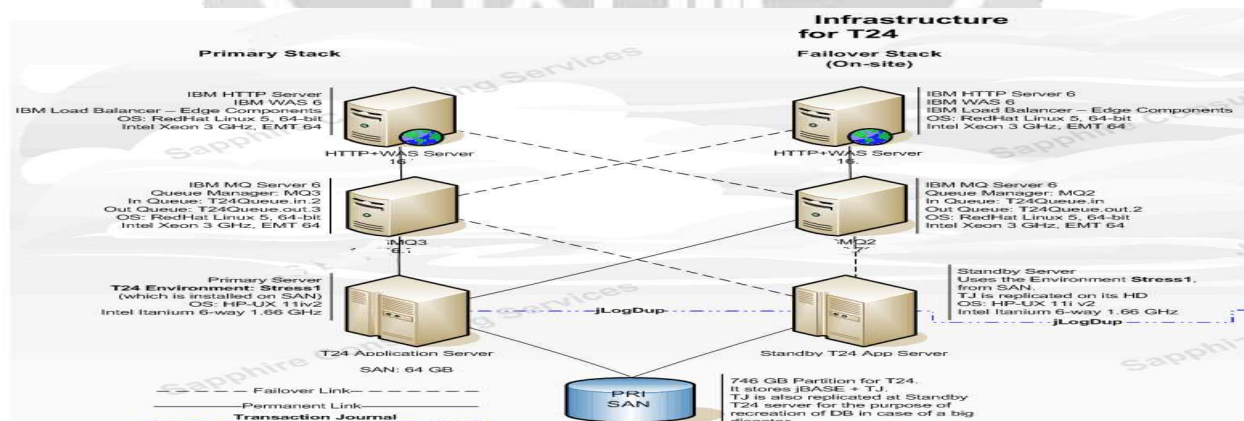 Infrastructure
for T24
Primary Stack
Failover Stack
(On-site)
IBM HTTP Server
IBM WAS 6
IBM Load Balancer – Edge Components
OS: RedHat Linux 5, 64-bit
Intel Xeon 3 GHz, EMT 64
IBM HTTP Server 6
IBM WAS 6
IBM Load Balancer – Edge Components
OS: RedHat Linux 5, 64-bit
Intel Xeon 3 GHz, EMT 64
HTTP+WAS Server
16.
HTTP+WAS Server
16.
IBM MQ Server 6
Queue Manager: MQ3
In Queue: T24Queue.in.2
Out Queue: T24Queue.out.3
OS: RedHat Linux 5, 64-bit
Intel Xeon 3 GHz, EMT 64
IBM MQ Server 6
Queue Manager: MQ2
In Queue: T24Queue.in
Out Queue: T24Queue.out.2
OS: RedHat Linux 5, 64-bit
Intel Xeon 3 GHz, EMT 64
MQ3
MQ2
Primary Server
T24 Environment: Stress1
(which is installed on SAN)
OS: HP-UX 11iv2
Intel Itanium 6-way 1.66 GHz
Standby Server
Uses the Environment Stress1,
from SAN.
TJ is replicated on its HD
OS: HP-UX 11i v2
Intel Itanium 6-way 1.66 GHz
jLogDup
jLogDup
T24 Application Server
Standby T24 App Server
SAN: 64 GB
Failover Link
Permanent Link
Transaction Journal
PRI
SAN
746 GB Partition for T24.
It stores jBASE + TJ.
TJ is also replicated at Standby
T24 server for the purpose of
recreation of DB in case of a big